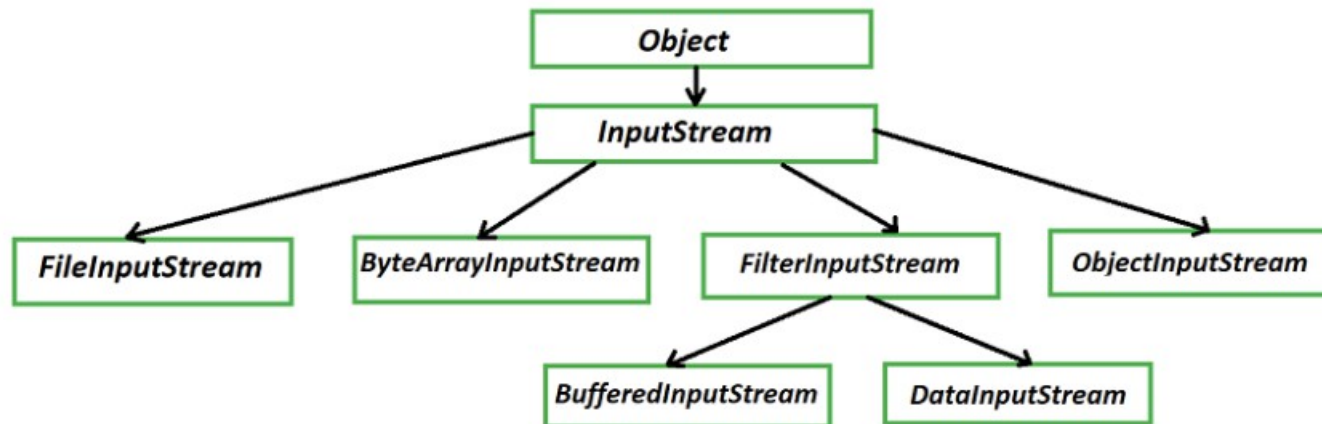 Object
InputStream
FileInputStream
ByteArrayInputStream
FilterInputStream
ObjectInputStream
BufferedInputStream
DataInputStream